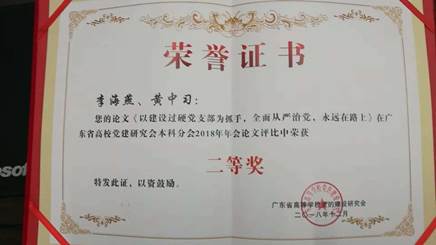 荣誉证书
李海燕、黄中习：
您的论文《以建设过硬党支部为抓手，全面从严治党，永远在路上》在广
东省高校党建研究会本科分会2018年年会论文评比中荣获
二等奖
特发此证，以资鼓励。
广东省高等学校党的建设研究会
二〇一八年十二月
osoft